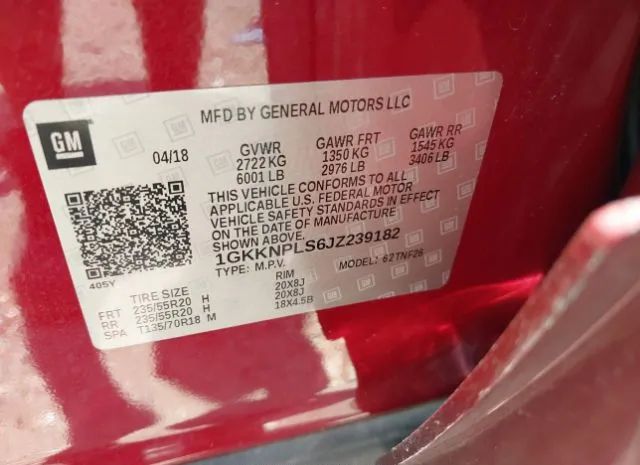 MFD BY GENERAL MOTORS LLC
GM
04/18
GVWR GAWR FRT GAWR RR
2722 KG 1350 KG 1545 KG
6001 LB 2976 LB 3406 LB
THIS VEHICLE CONFORMS TO ALL
APPLICABLE U.S. FEDERAL MOTOR
VEHICLE SAFETY STANDARDS IN EFFECT
ON THE DATE OF MANUFACTURE
SHOWN ABOVE.
1GKKNPLS6JZ239182
TYPE: M.P.V. MODEL: 62TNF26
405Y
TIRE SIZE RIM
FRT 235/55R20 H 20X8J
RR 235/55R20 H 20X8J
SPA T135/70R18 M 18X4.5B